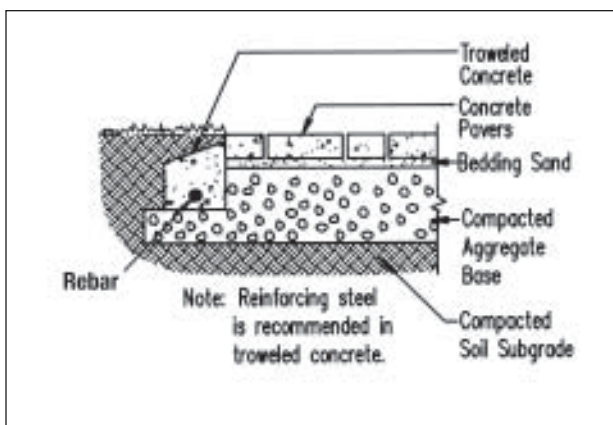 Troweled
Concrete
Concrete
Pavers
Bedding Sand
Compacted
Aggregate
Base
Rebar
Note: Reinforcing steel
is recommended in
troweled concrete.
Compacted
Soil Subgrade